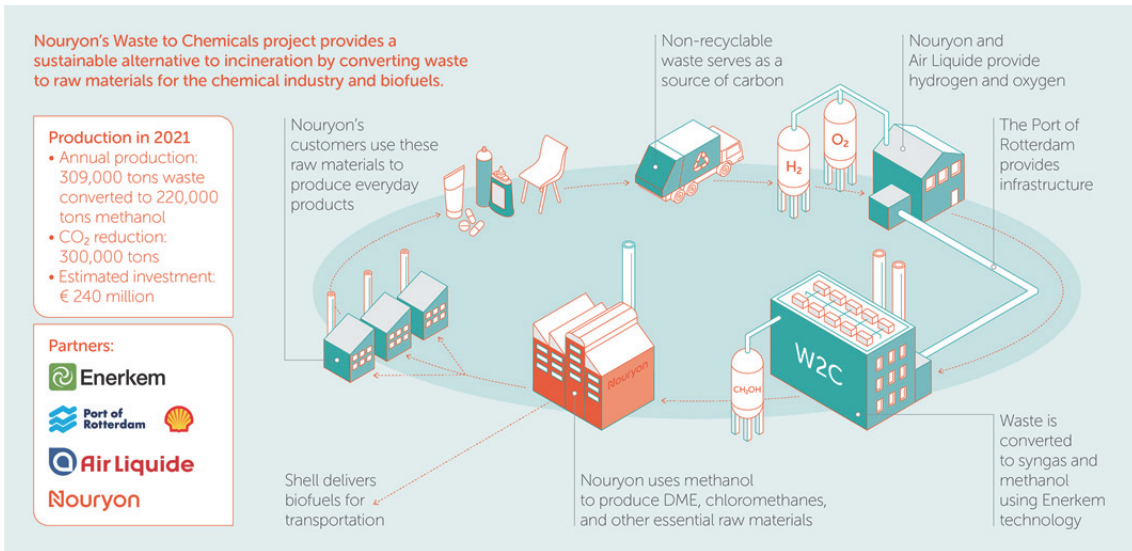 Nouryon's Waste to Chemicals project provides a
sustainable alternative to incineration by converting waste
to raw materials for the chemical industry and biofuels.
Production in 2021
• Annual production:
309,000 tons waste
converted to 220,000
tons methanol
• CO₂ reduction:
300,000 tons
• Estimated investment:
€ 240 million
Partners:
Enerkem
Port of
Rotterdam
Air Liquide
Nouryon
Nouryon's
customers use these
raw materials to
produce everyday
products
Non-recyclable
waste serves as a
source of carbon
Nouryon and
Air Liquide provide
hydrogen and oxygen
The Port of
Rotterdam
provides
infrastructure
H₂
O₂
W2C
CH₃OH
Nouryon
Shell delivers
biofuels for
transportation
Nouryon uses methanol
to produce DME, chloromethanes,
and other essential raw materials
Waste is
converted
to syngas and
methanol
using Enerkem
technology